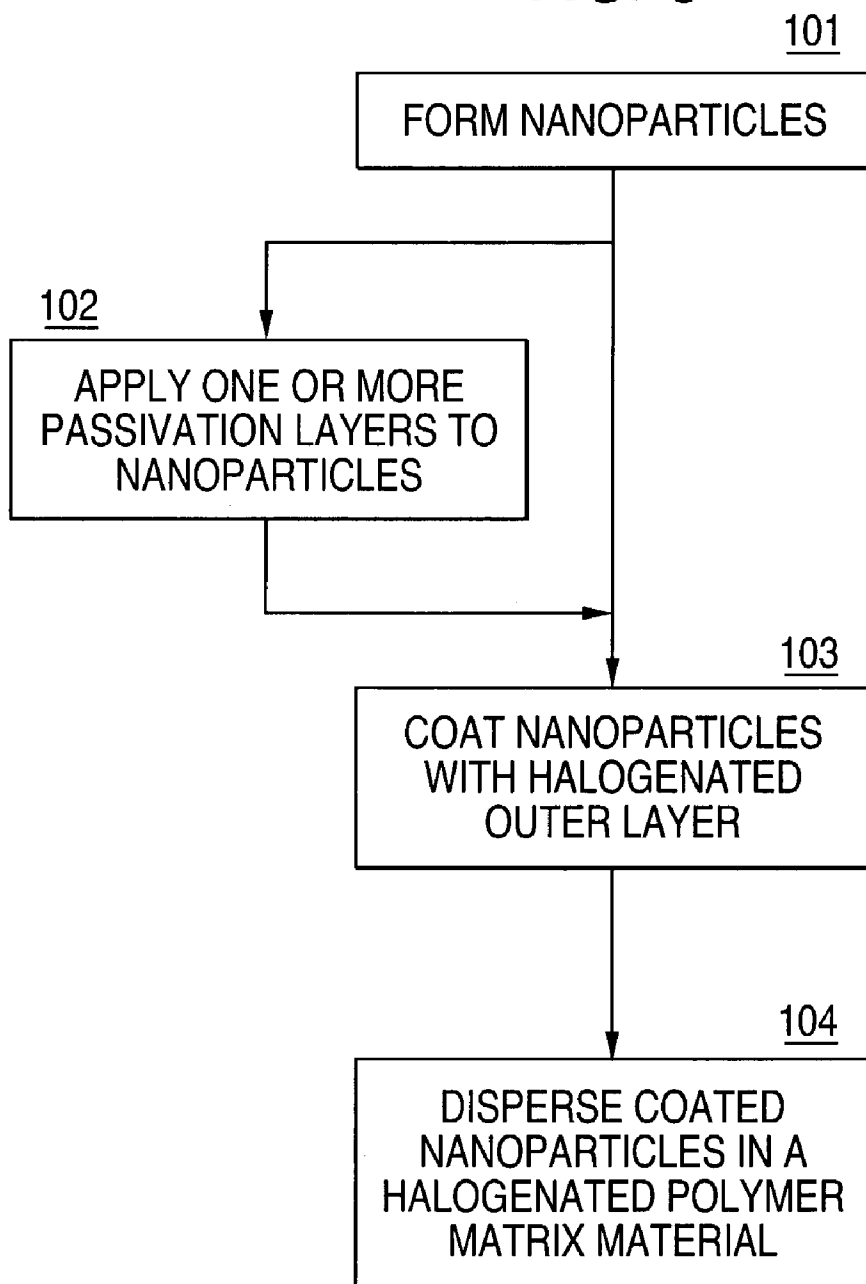 101
FORM NANOPARTICLES
102
APPLY ONE OR MORE
PASSIVATION LAYERS TO
NANOPARTICLES
103
COAT NANOPARTICLES
WITH HALOGENATED
OUTER LAYER
104
DISPERSE COATED
NANOPARTICLES IN A
HALOGENATED POLYMER
MATRIX MATERIAL